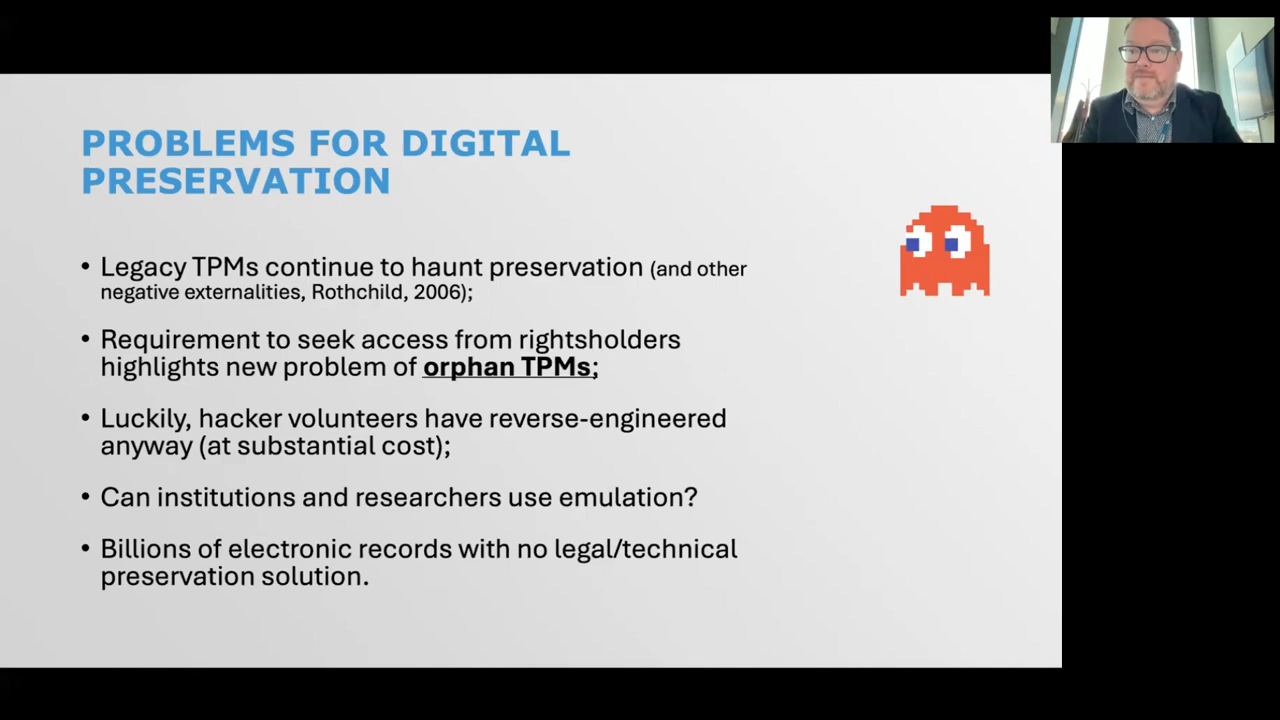 PROBLEMS FOR DIGITAL
PRESERVATION
• Legacy TPMs continue to haunt preservation (and other
negative externalities, Rothchild, 2006);
• Requirement to seek access from rightsholders
highlights new problem of orphan TPMs;
• Luckily, hacker volunteers have reverse-engineered
anyway (at substantial cost);
• Can institutions and researchers use emulation?
• Billions of electronic records with no legal/technical
preservation solution.